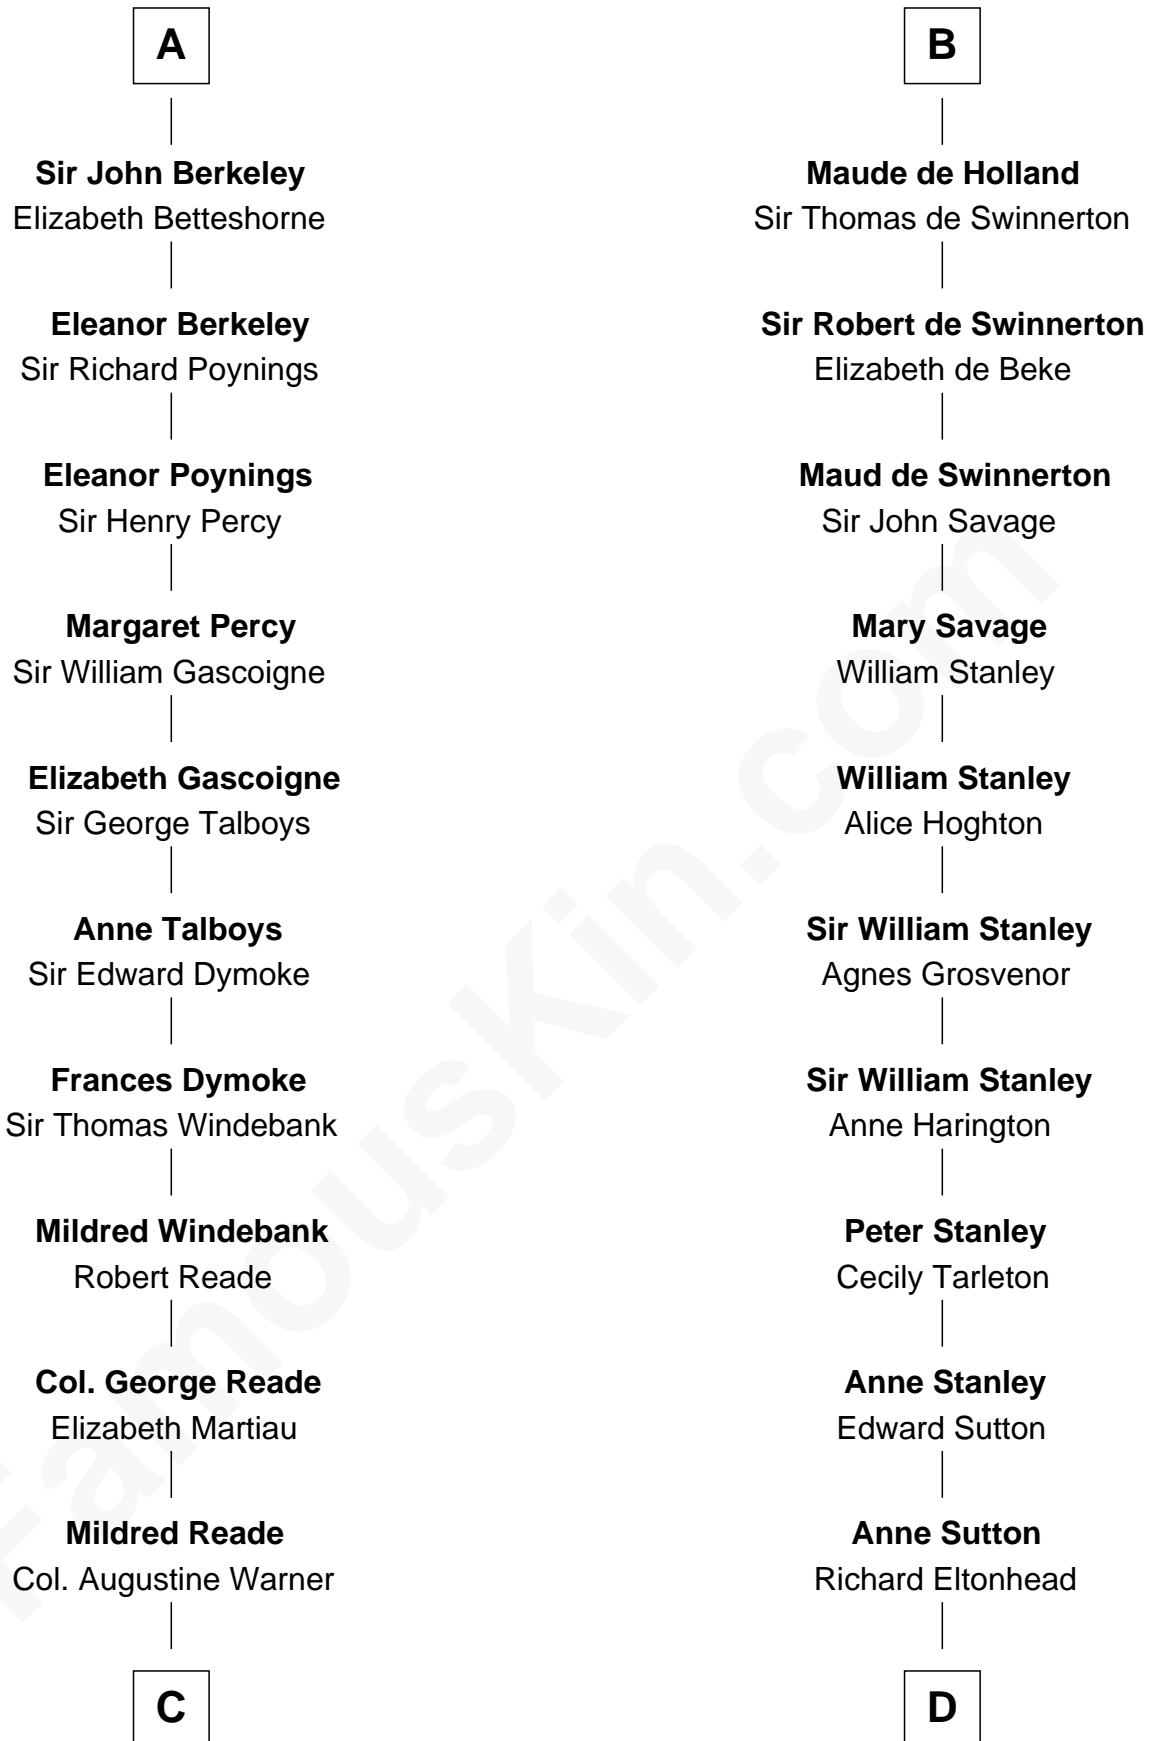 A
Sir John Berkeley
Elizabeth Betteshorne
Eleanor Berkeley
Sir Richard Poynings
Eleanor Poynings
Sir Henry Percy
Margaret Percy
Sir William Gascoigne
Elizabeth Gascoigne
Sir George Talboys
Anne Talboys
Sir Edward Dymoke
Frances Dymoke
Sir Thomas Windebank
Mildred Windebank
Robert Reade
Col. George Reade
Elizabeth Martiau
Mildred Reade
Col. Augustine Warner
C
B
Maude de Holland
Sir Thomas de Swinnerton
Sir Robert de Swinnerton
Elizabeth de Beke
Maud de Swinnerton
Sir John Savage
Mary Savage
William Stanley
William Stanley
Alice Hoghton
Sir William Stanley
Agnes Grosvenor
Sir William Stanley
Anne Harington
Peter Stanley
Cecily Tarleton
Anne Stanley
Edward Sutton
Anne Sutton
Richard Eltonhead
D
FamousKin.com